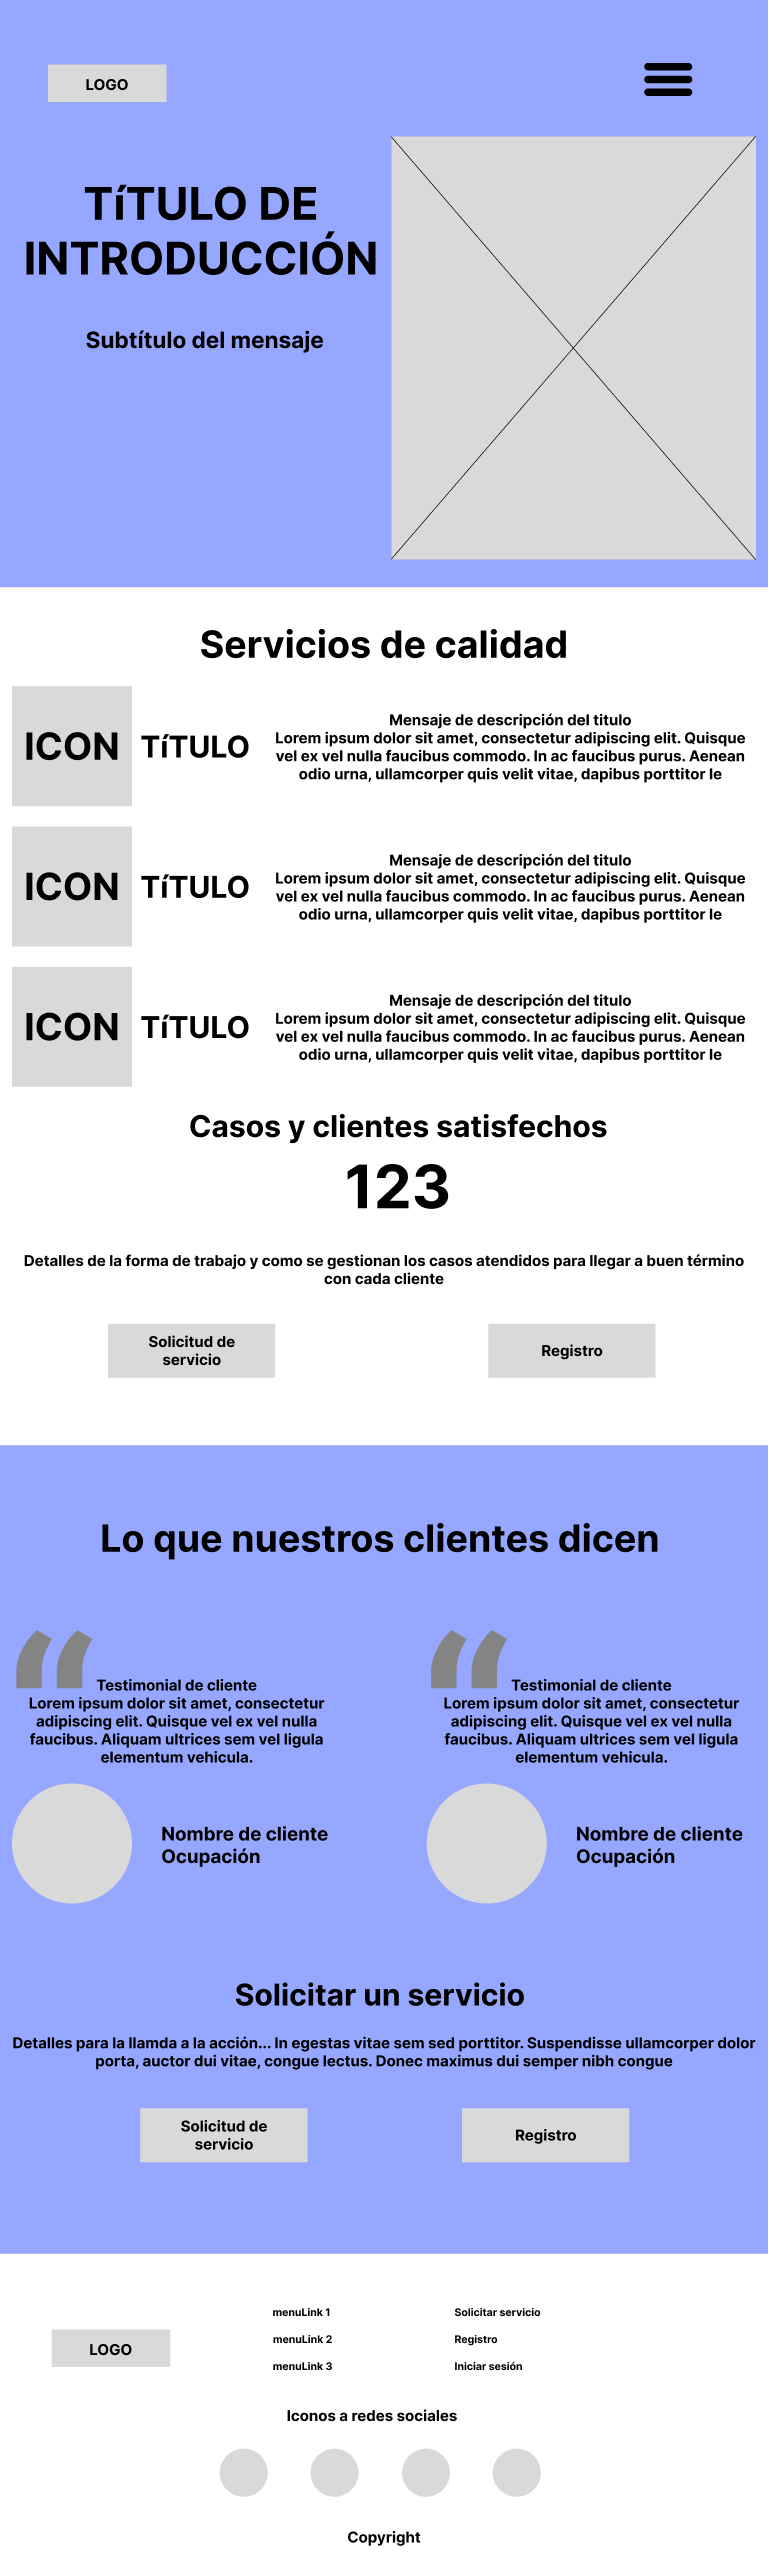 LOGO
TíTULO DE
INTRODUCCIÓN
Subtítulo del mensaje
Servicios de calidad
ICON
TíTULO
Mensaje de descripción del titulo
Lorem ipsum dolor sit amet, consectetur adipiscing elit. Quisque
vel ex vel nulla faucibus commodo. In ac faucibus purus. Aenean
odio urna, ullamcorper quis velit vitae, dapibus porttitor le
ICON
TíTULO
Mensaje de descripción del titulo
Lorem ipsum dolor sit amet, consectetur adipiscing elit. Quisque
vel ex vel nulla faucibus commodo. In ac faucibus purus. Aenean
odio urna, ullamcorper quis velit vitae, dapibus porttitor le
ICON
TíTULO
Mensaje de descripción del titulo
Lorem ipsum dolor sit amet, consectetur adipiscing elit. Quisque
vel ex vel nulla faucibus commodo. In ac faucibus purus. Aenean
odio urna, ullamcorper quis velit vitae, dapibus porttitor le
Casos y clientes satisfechos
123
Detalles de la forma de trabajo y como se gestionan los casos atendidos para llegar a buen término
con cada cliente
Solicitud de
servicio
Registro
Lo que nuestros clientes dicen
“
Testimonial de cliente
Lorem ipsum dolor sit amet, consectetur
adipiscing elit. Quisque vel ex vel nulla
faucibus. Aliquam ultrices sem vel ligula
elementum vehicula.
Nombre de cliente
Ocupación
“
Testimonial de cliente
Lorem ipsum dolor sit amet, consectetur
adipiscing elit. Quisque vel ex vel nulla
faucibus. Aliquam ultrices sem vel ligula
elementum vehicula.
Nombre de cliente
Ocupación
Solicitar un servicio
Detalles para la llamda a la acción... In egestas vitae sem sed porttitor. Suspendisse ullamcorper dolor
porta, auctor dui vitae, congue lectus. Donec maximus dui semper nibh congue
Solicitud de
servicio
Registro
LOGO
menuLink 1
menuLink 2
menuLink 3
Solicitar servicio
Registro
Iniciar sesión
Iconos a redes sociales
Copyright